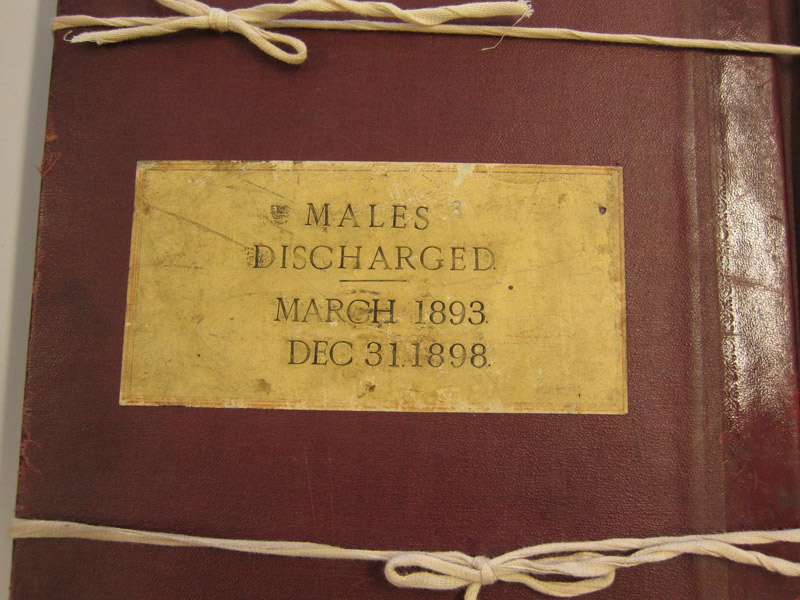 MALES
DISCHARGED.
MARCH 1893.
DEC 31.1898.